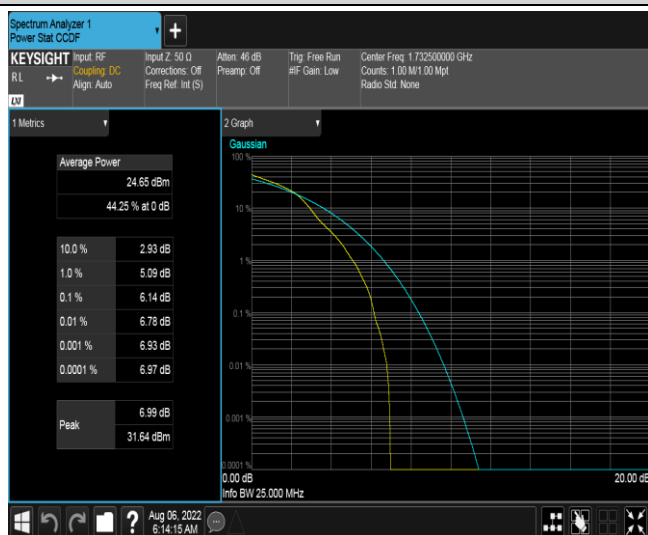 Spectrum Analyzer 1
Power Stat CCDF
KEYSIGHT
RL
LXI
Input: RF
Coupling: DC
Align: Auto
Input Z: 50 Ω
Corrections: Off
Freq Ref: Int (S)
Atten: 46 dB
Preamp: Off
Trig: Free Run
#IF Gain: Low
Center Freq: 1.732500000 GHz
Counts: 1.00 M/1.00 Mpt
Radio Std: None
1 Metrics
Average Power
24.65 dBm
44.25 % at 0 dB
10.0 % 2.93 dB
1.0 % 5.09 dB
0.1 % 6.14 dB
0.01 % 6.78 dB
0.001 % 6.93 dB
0.0001 % 6.97 dB
Peak
6.99 dB
31.64 dBm
2 Graph
Gaussian
100 %
10 %
1 %
0.1 %
0.01 %
0.001 %
0.0001 %
0.00 dB 20.00 dB
Info BW 25.000 MHz
?
Aug 06, 2022
6:14:15 AM